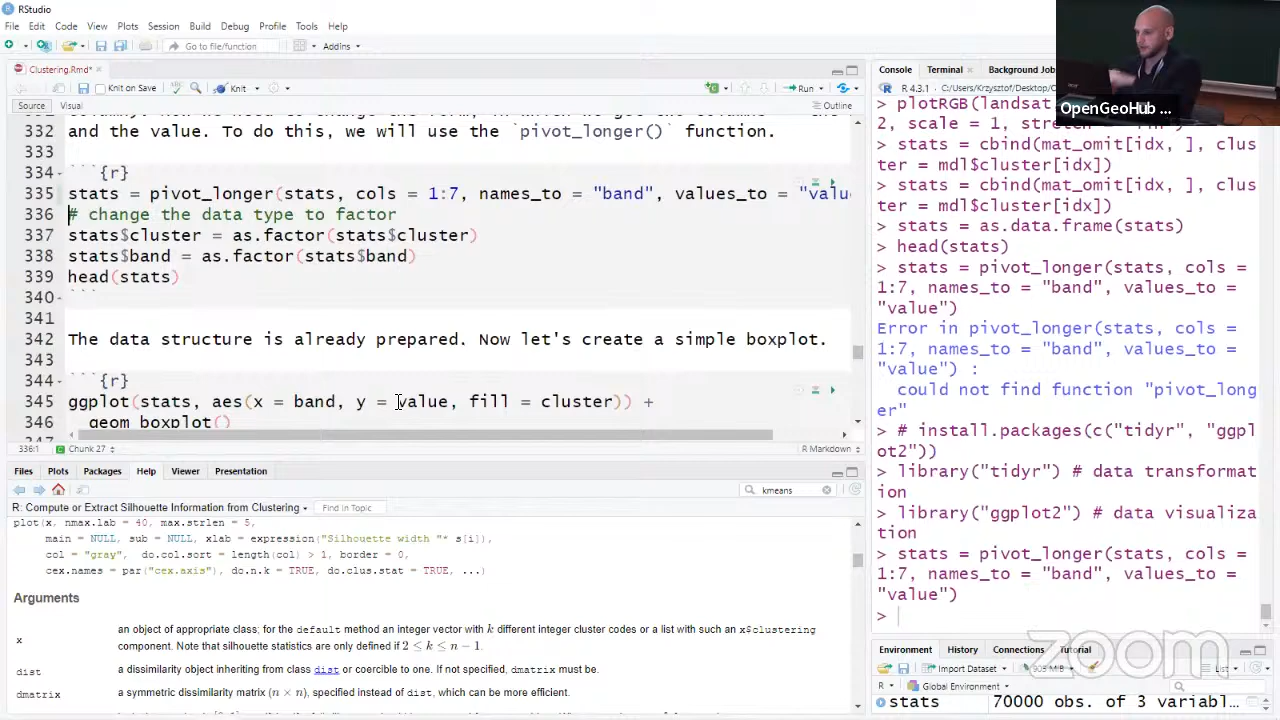 RStudio
File Edit Code View Plots Session Build Debug Profile Tools Help
Go to file/function Addins
Clustering.Rmd*
Knit on Save Knit Run
Source Visual Outline
332 and the value. To do this, we will use the `pivot_longer()` function.
333
334 ```{r}
335 stats = pivot_longer(stats, cols = 1:7, names_to = "band", values_to = "value
336 # change the data type to factor
337 stats$cluster = as.factor(stats$cluster)
338 stats$band = as.factor(stats$band)
339 head(stats)
340 ```
341
342 The data structure is already prepared. Now let's create a simple boxplot.
343
344 ```{r}
345 ggplot(stats, aes(x = band, y = value, fill = cluster)) +
346 geom_boxplot()
336:1 Chunk 27 R Markdown
Files Plots Packages Help Viewer Presentation
kmeans
R: Compute or Extract Silhouette Information from Clustering Find in Topic
plot(x, nmax.lab = 40, max.strlen = 5,
main = NULL, sub = NULL, xlab = expression("Silhouette width "* s[i]),
col = "gray", do.col.sort = length(col) > 1, border = 0,
cex.names = par("cex.axis"), do.n.k = TRUE, do.clus.stat = TRUE, ...)
Arguments
x an object of appropriate class; for the default method an integer vector with k different integer cluster codes or a list with such an x$clustering
component. Note that silhouette statistics are only defined if 2 ≤ k ≤ n − 1.
dist a dissimilarity object inheriting from class dist or coercible to one. If not specified, dmatrix must be.
dmatrix a symmetric dissimilarity matrix (n × n), specified instead of dist, which can be more efficient.
Console Terminal Background Jobs
R 4.3.1 · C:/Users/Krzysztof/Desktop/
> plotRGB(landsat
2, scale = 1,
> stats = cbind(mat_omit[idx, ], clus
ter = mdl$cluster[idx])
> stats = cbind(mat_omit[idx, ], clus
ter = mdl$cluster[idx])
> stats = as.data.frame(stats)
> head(stats)
> stats = pivot_longer(stats, cols =
1:7, names_to = "band", values_to =
"value")
Error in pivot_longer(stats, cols =
1:7, names_to = "band", values_to =
"value") :
could not find function "pivot_long
er"
> # install.packages(c("tidyr", "ggpl
ot2"))
> library("tidyr") # data transformat
ion
> library("ggplot2") # data visualiza
tion
> stats = pivot_longer(stats, cols =
1:7, names_to = "band", values_to =
"value")
>
OpenGeoHub ...
zoom
Environment History Connections Tutorial
Import Dataset List
R Global Environment
stats 70000 obs. of 3 variabl...